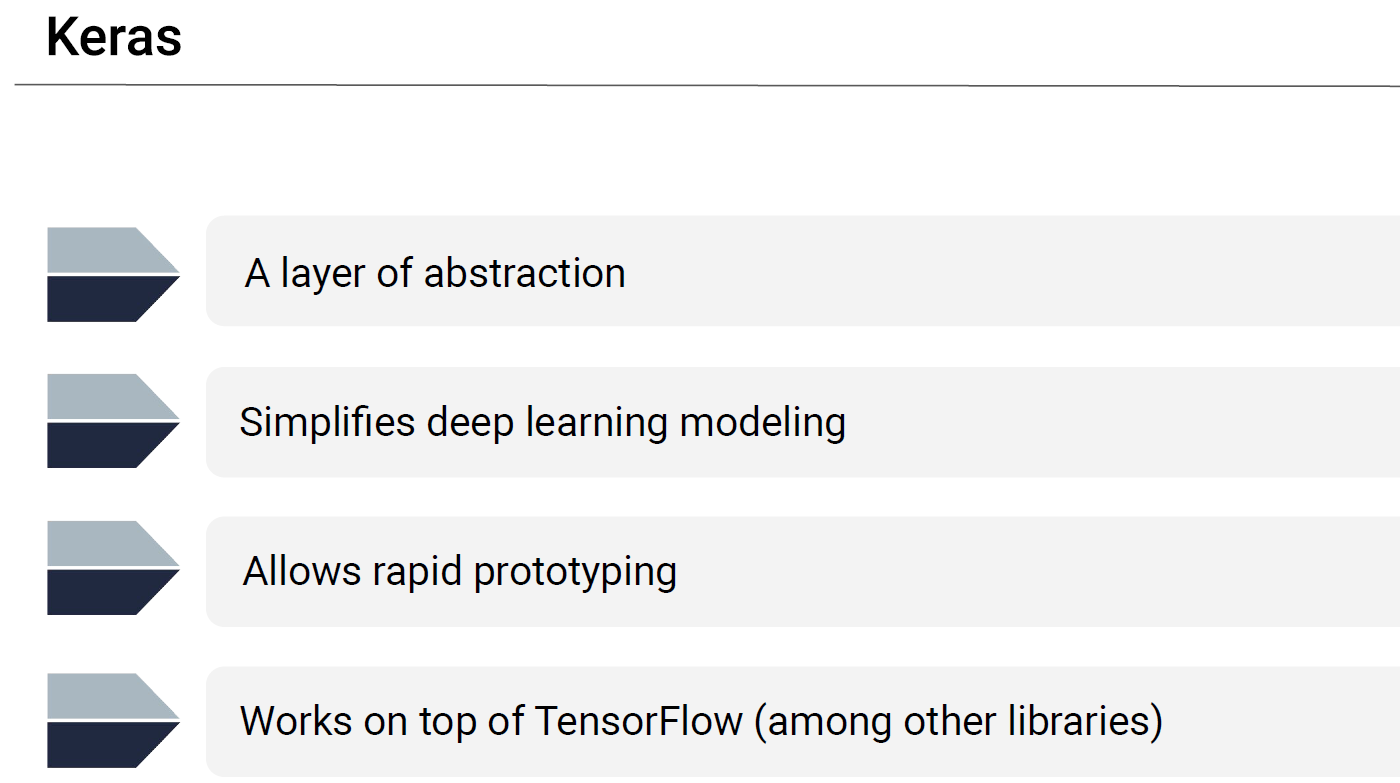 Keras
A layer of abstraction
Simplifies deep learning modeling
Allows rapid prototyping
Works on top of TensorFlow (among other libraries)